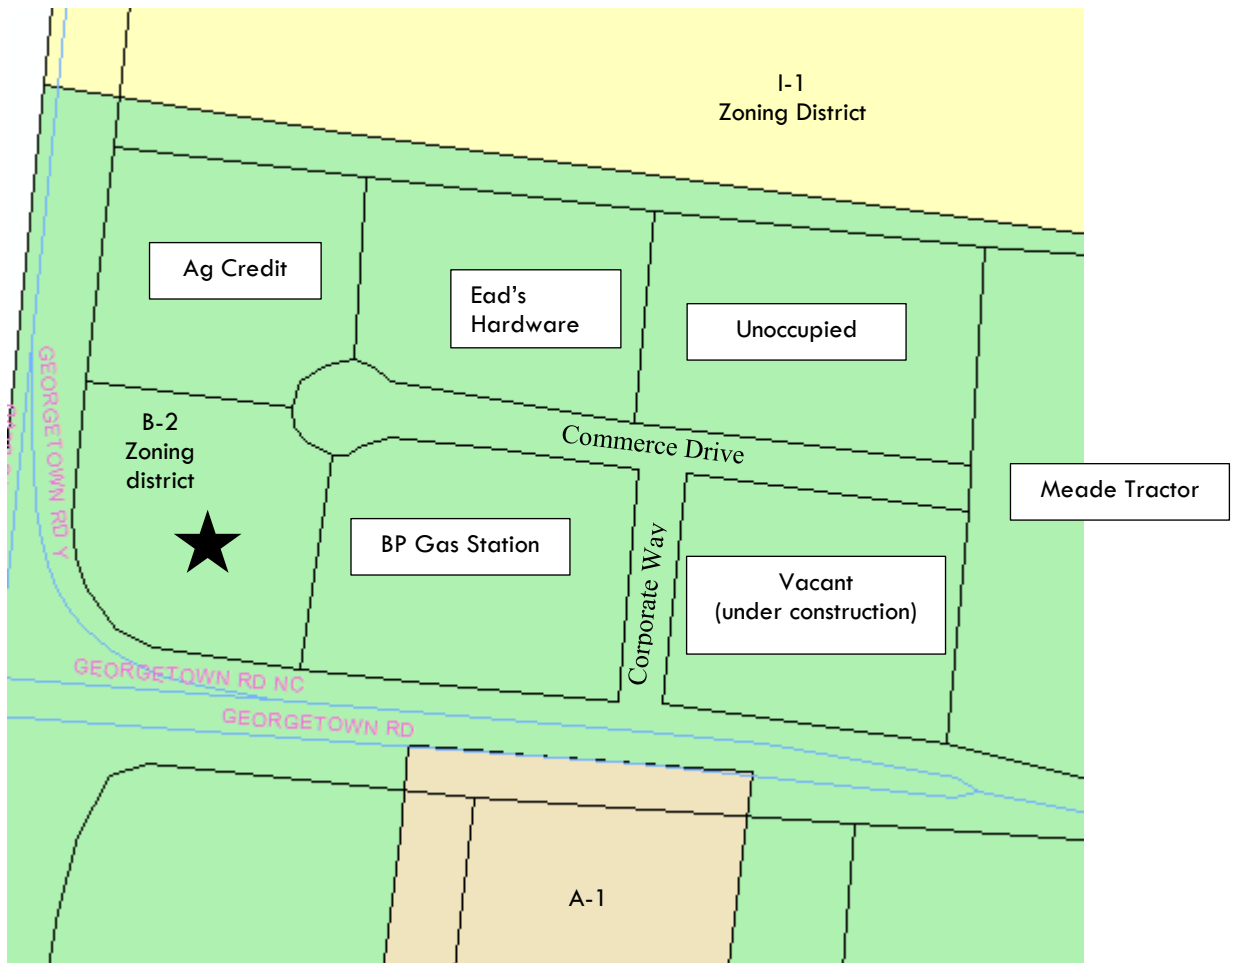 I-1
Zoning District
Ag Credit
Ead's
Hardware
Unoccupied
B-2
Zoning
district
GEORGETOWN RD Y
Commerce Drive
Meade Tractor
BP Gas Station
Corporate Way
Vacant
(under construction)
GEORGETOWN RD NC
GEORGETOWN RD
A-1